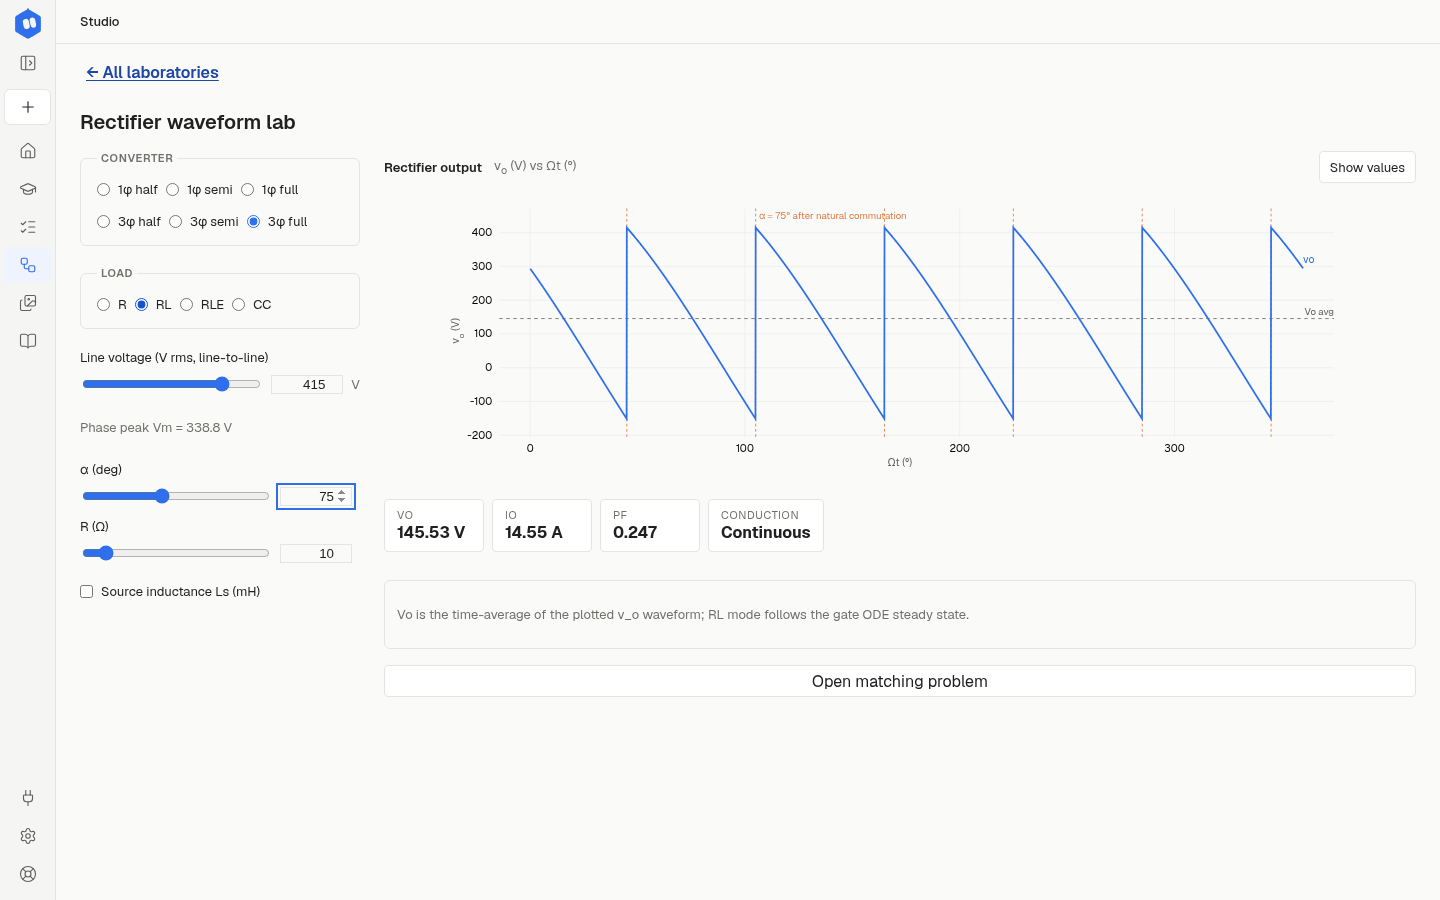 Studio
← All laboratories
Rectifier waveform lab
CONVERTER
1φ half 1φ semi 1φ full
3φ half 3φ semi 3φ full
LOAD
R RL RLE CC
Line voltage (V rms, line-to-line)
415 V
Phase peak Vm = 338.8 V
α (deg)
75
R (Ω)
10
Source inductance Ls (mH)
Rectifier output vo (V) vs Ωt (°)
Show values
α = 75° after natural commutation
400
300
200
100
0
-100
-200
vo (V)
vo
Vo avg
0 100 200 300
Ωt (°)
VO
145.53 V
IO
14.55 A
PF
0.247
CONDUCTION
Continuous
Vo is the time-average of the plotted v_o waveform; RL mode follows the gate ODE steady state.
Open matching problem